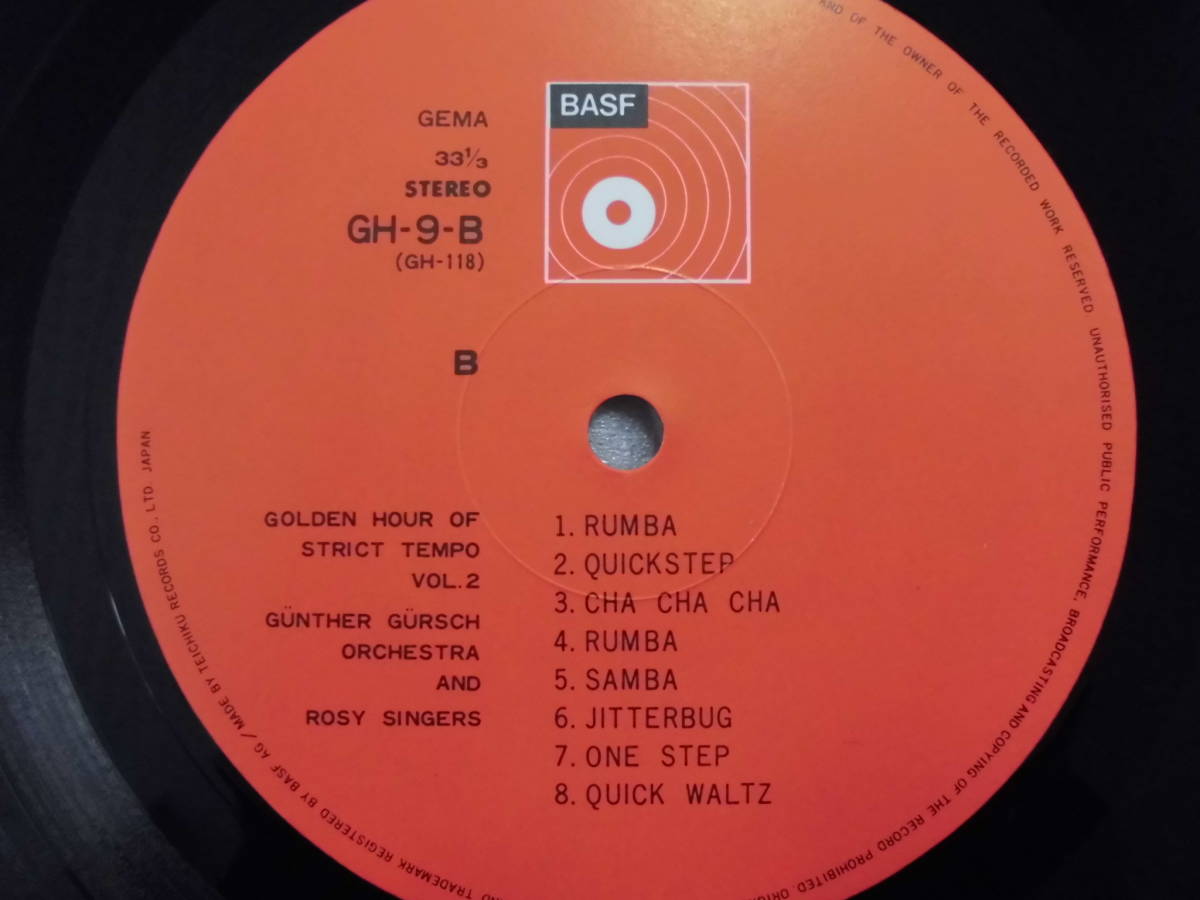 BASF
GEMA
33⅓
STEREO
GH-9-B
(GH-118)
B
GOLDEN HOUR OF
STRICT TEMPO
VOL.2
GÜNTHER GÜRSCH
ORCHESTRA
AND
ROSY SINGERS
1. RUMBA
2. QUICKSTEP
3. CHA CHA CHA
4. RUMBA
5. SAMBA
6. JITTERBUG
7. ONE STEP
8. QUICK WALTZ
OF THE OWNER OF THE RECORDED WORK RESERVED. UNAUTHORISED PUBLIC PERFORMANCE, BROADCASTING AND COPYING OF THE RECORD PROHIBITED.
TRADEMARK REGISTERED BY BASF AG / MADE BY TEICHIKU RECORDS CO., LTD. JAPAN